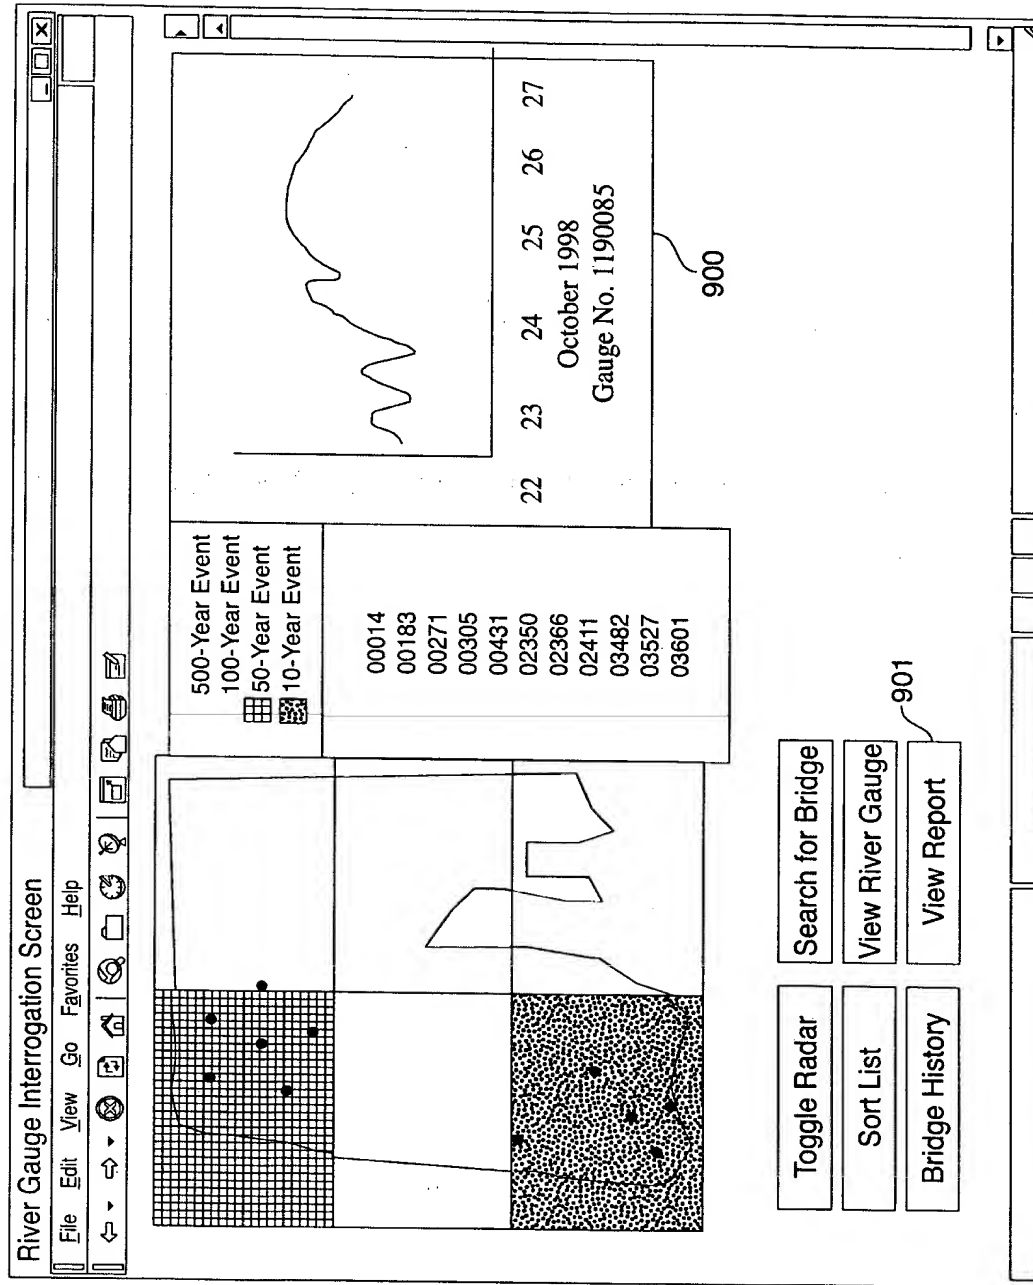 River Gauge Interrogation Screen
File Edit View Go Favorites Help
500-Year Event
100-Year Event
50-Year Event
10-Year Event
00014
00183
00271
00305
00431
02350
02366
02411
03482
03527
03601
22 23 24 25 26 27
October 1998
Gauge No. 1190085
900
Toggle Radar
Search for Bridge
Sort List
View River Gauge
Bridge History
View Report
901